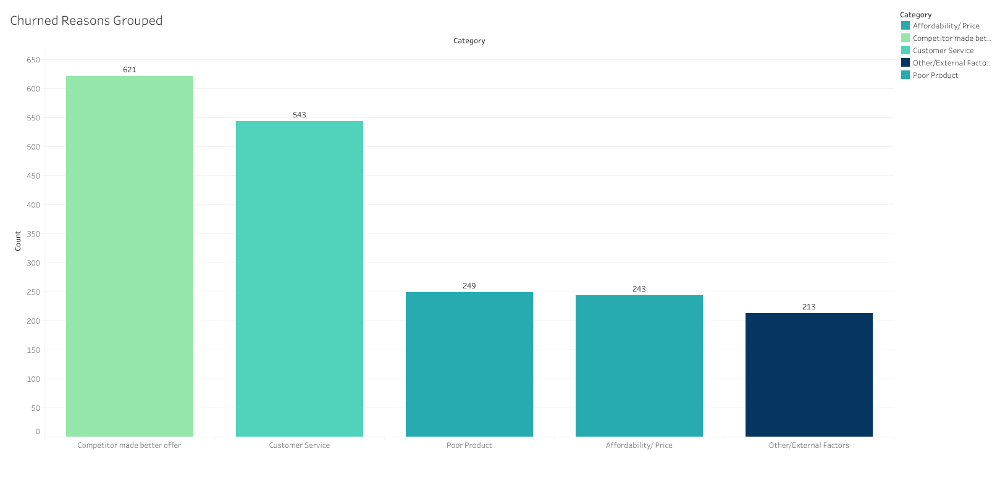 Churned Reasons Grouped
Category
650
600
550
500
450
400
350
300
250
200
150
100
50
0
Count
621
543
249
243
213
Competitor made better offer
Customer Service
Poor Product
Affordability/ Price
Other/External Factors
Category
Affordability/ Price
Competitor made bet..
Customer Service
Other/External Facto..
Poor Product